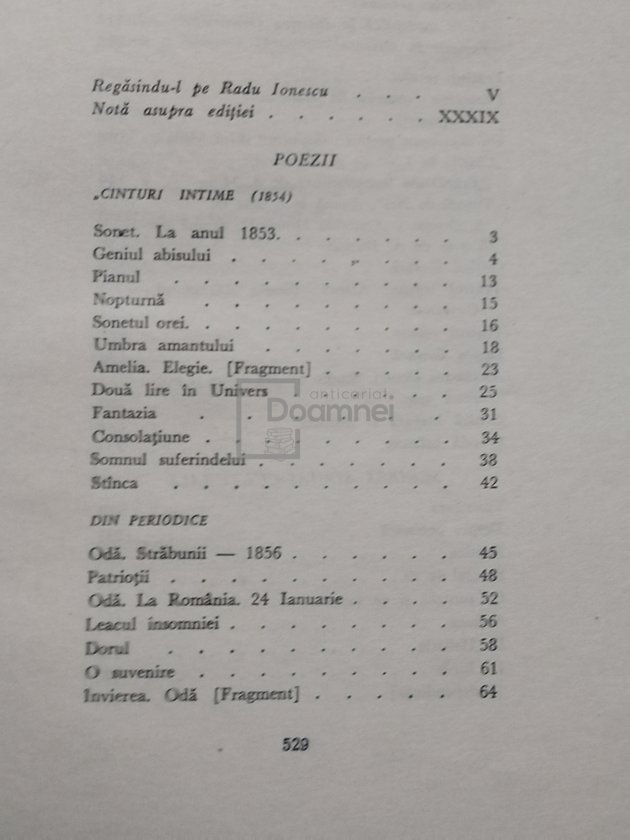 Regăsindu-l pe Radu Ionescu . . . V
Notă asupra ediției . . . . . . XXXIX
POEZII
„CINTURI INTIME (1854)
Sonet. La anul 1853. . . . . . . . 3
Geniul abisului . . . . . . . . 4
Pianul . . . . . . . . . 13
Nopturnă . . . . . . . . 15
Sonetul orei. . . . . . . . . . 16
Umbra amantului . . . . . . . 18
Amelia. Elegie. [Fragment] . . . . . 23
Două lire în Univers . . . . . . 25
Fantazia . . . . . . . 31
Consolațiune . . . . . . . . . 34
Somnul suferindelui . . . . . . . 38
Stînca . . . . . . . . . 42
anticariat
Doamnei
DIN PERIODICE
Odă. Străbunii — 1856 . . . . . . 45
Patrioții . . . . . . . . . . 48
Odă. La România. 24 Ianuarie . . . . 52
Leacul insomniei . . . . . . . . 56
Dorul . . . . . . . . . 58
O suvenire . . . . . . . . 61
Invierea. Odă [Fragment] . . . . . 64
529